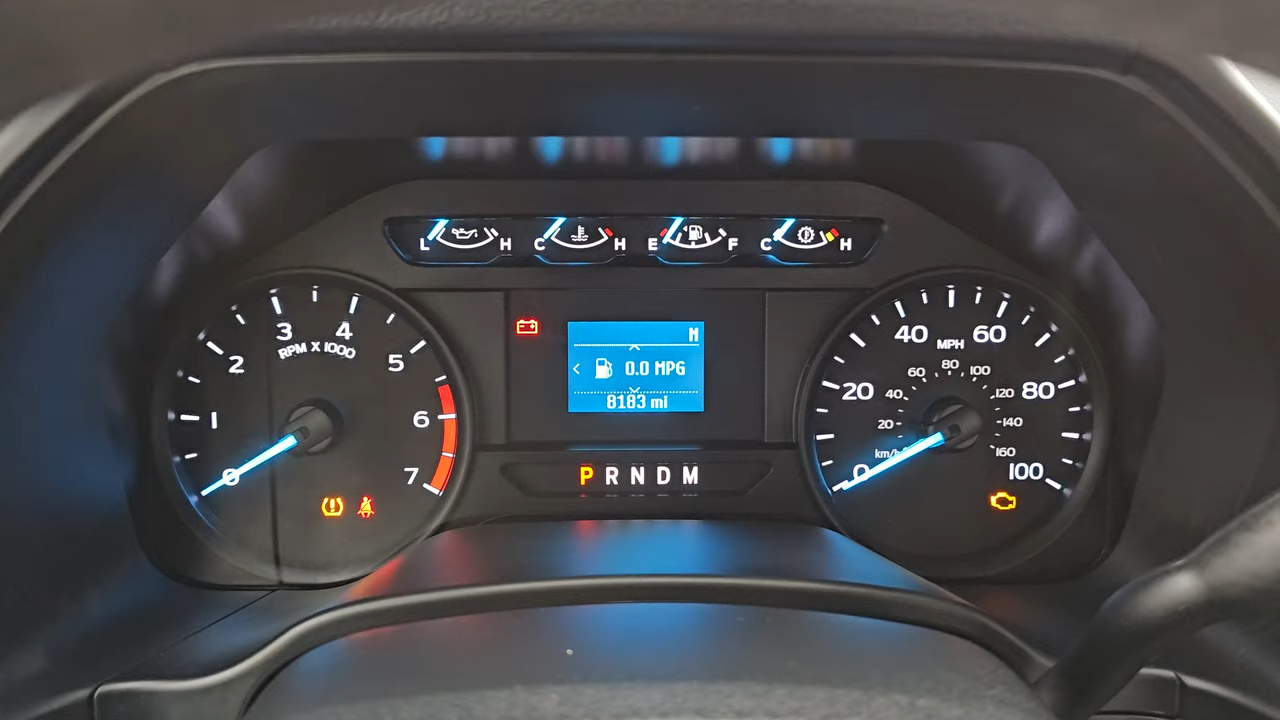 L H C H E F C H
N
0.0 MPG
8183 mi
P R N D M
0 1 2 3 4 5 6 7
RPM X 1000
0 20 40 60 80 100
MPH
km/h 20 40 60 80 100 120 140 160